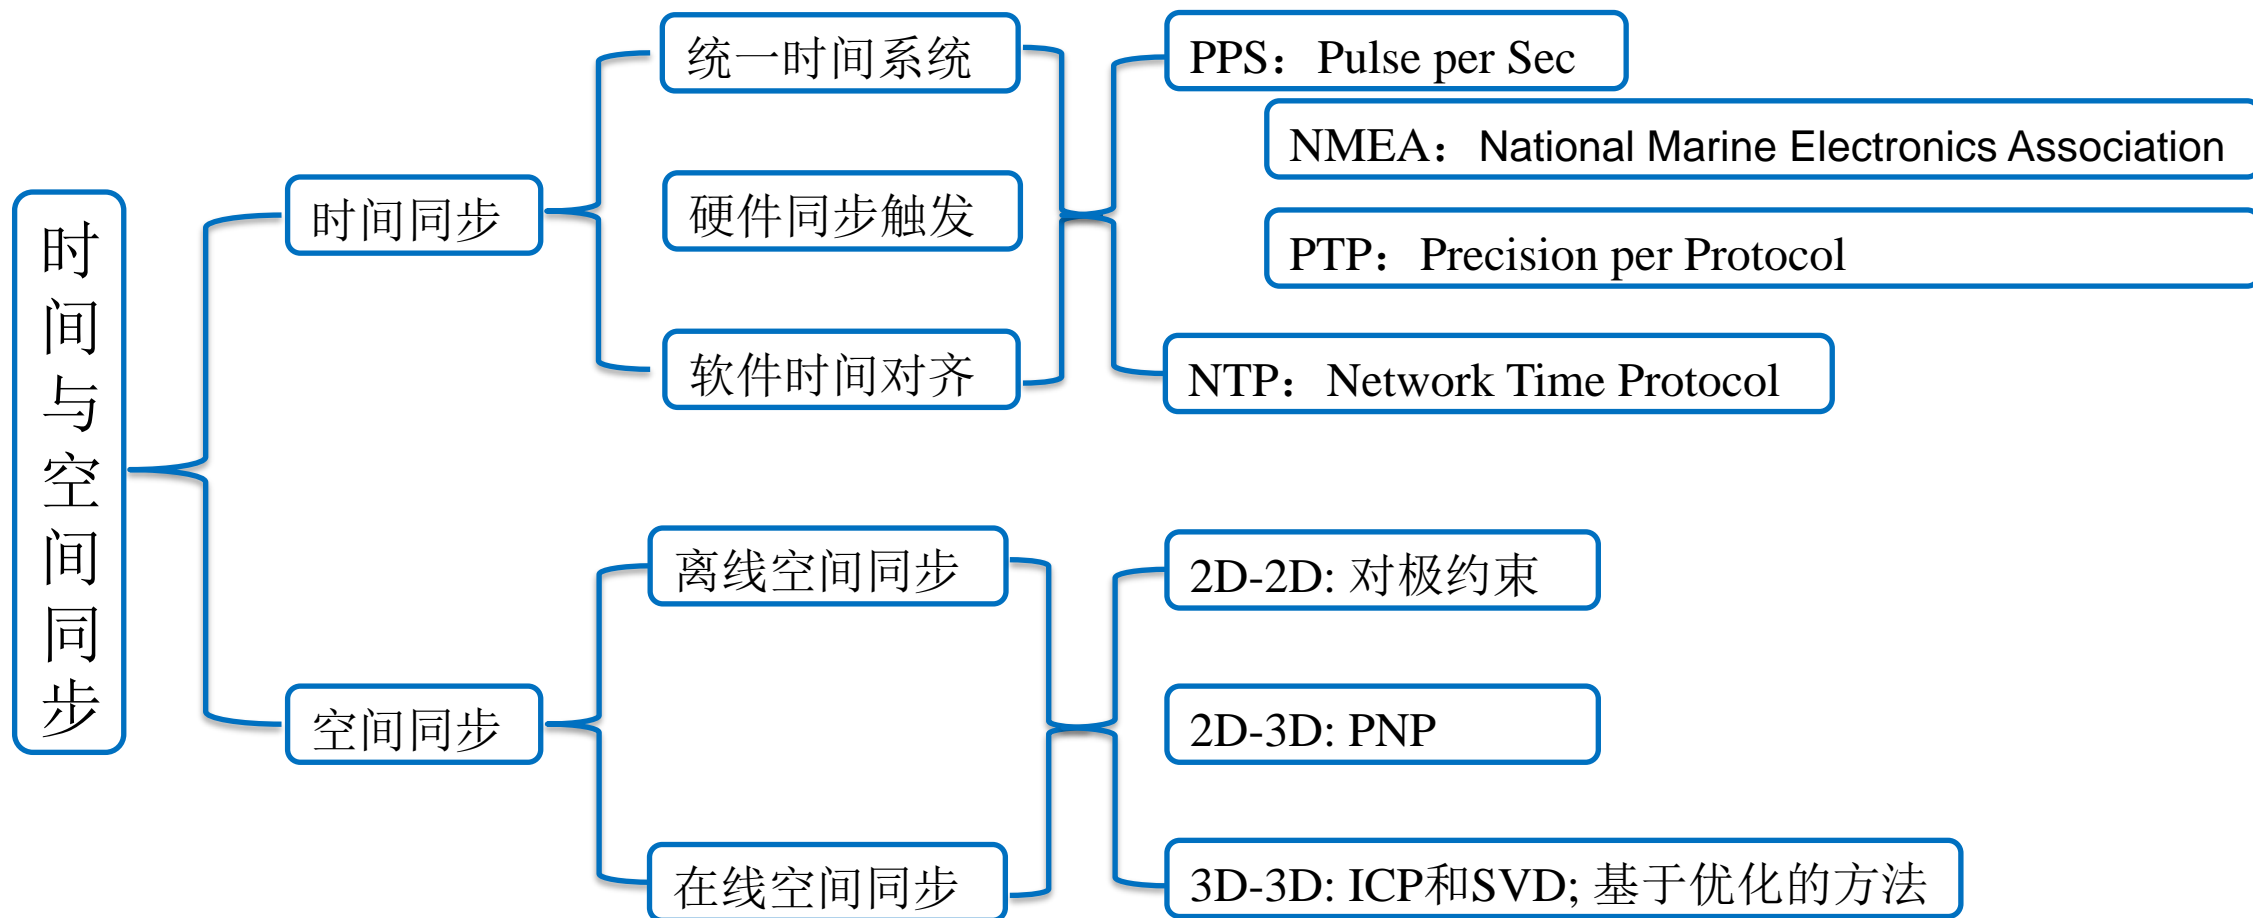 时间与空间同步
时间同步
统一时间系统
硬件同步触发
软件时间对齐
PPS：Pulse per Sec
NMEA：National Marine Electronics Association
PTP：Precision per Protocol
NTP：Network Time Protocol
空间同步
离线空间同步
在线空间同步
2D-2D: 对极约束
2D-3D: PNP
3D-3D: ICP和SVD; 基于优化的方法